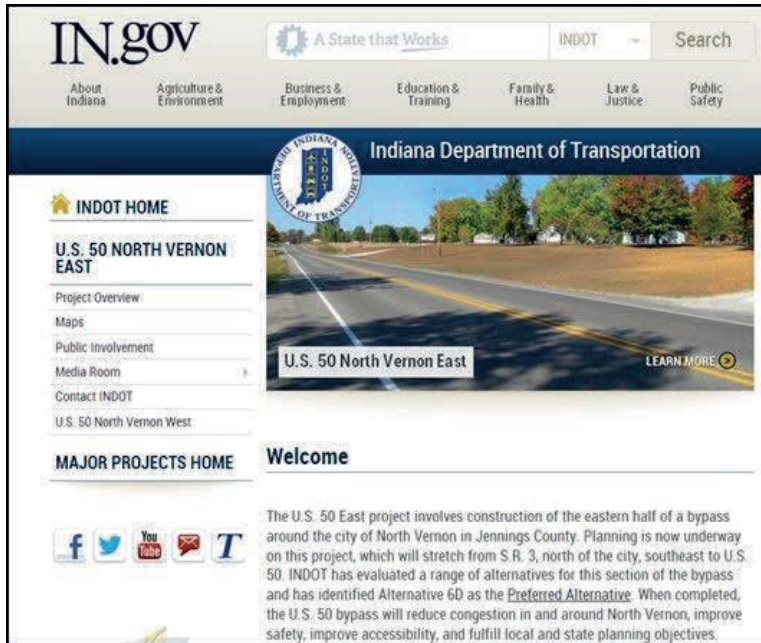 IN.gov
A State that Works
INDOT
Search
About
Indiana
Agriculture &
Environment
Business &
Employment
Education &
Training
Family &
Health
Law &
Justice
Public
Safety
Indiana Department of Transportation
INDIANA
INDOT
DEPARTMENT OF TRANSPORTATION
INDOT HOME
U.S. 50 NORTH VERNON
EAST
Project Overview
Maps
Public Involvement
Media Room
Contact INDOT
U.S. 50 North Vernon West
MAJOR PROJECTS HOME
U.S. 50 North Vernon East
LEARN MORE
f
You
Tube
T
Welcome
The U.S. 50 East project involves construction of the eastern half of a bypass
around the city of North Vernon in Jennings County. Planning is now underway
on this project, which will stretch from S.R. 3, north of the city, southeast to U.S.
50. INDOT has evaluated a range of alternatives for this section of the bypass
and has identified Alternative 6D as the Preferred Alternative. When completed,
the U.S. 50 bypass will reduce congestion in and around North Vernon, improve
safety, improve accessibility, and fulfill local and state planning objectives